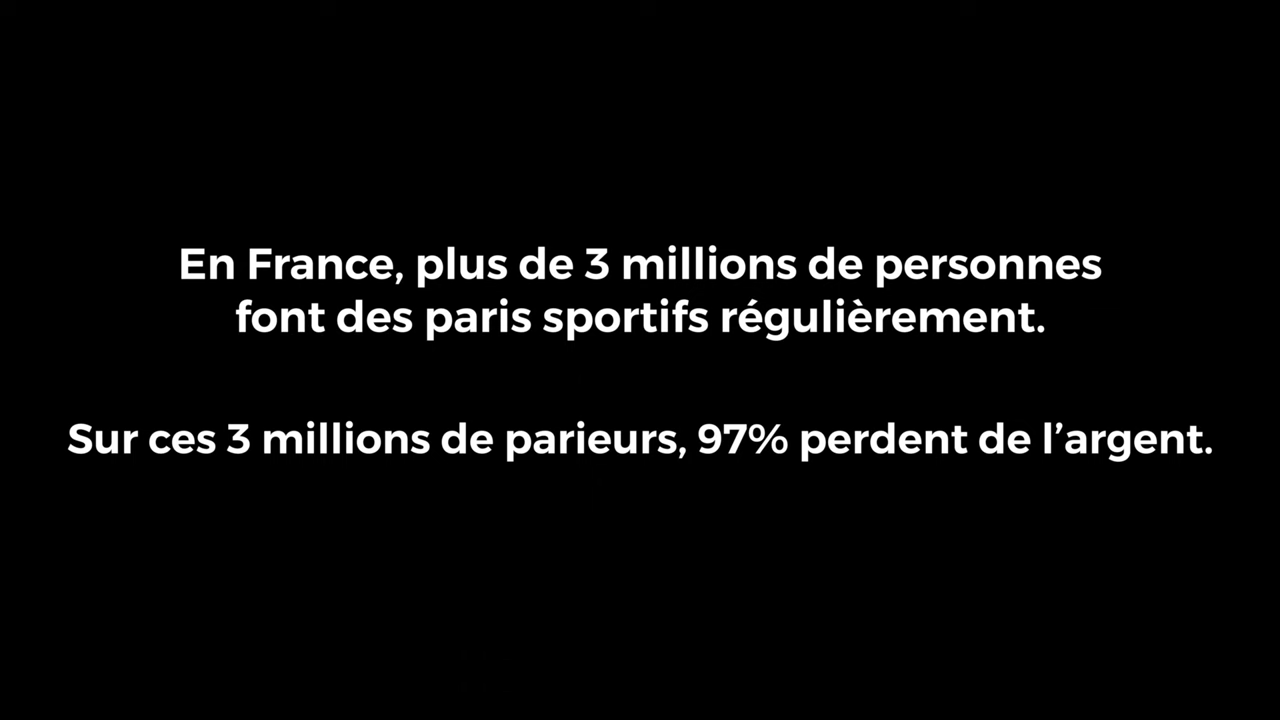 En France, plus de 3 millions de personnes
font des paris sportifs régulièrement.
Sur ces 3 millions de parieurs, 97% perdent de l’argent.